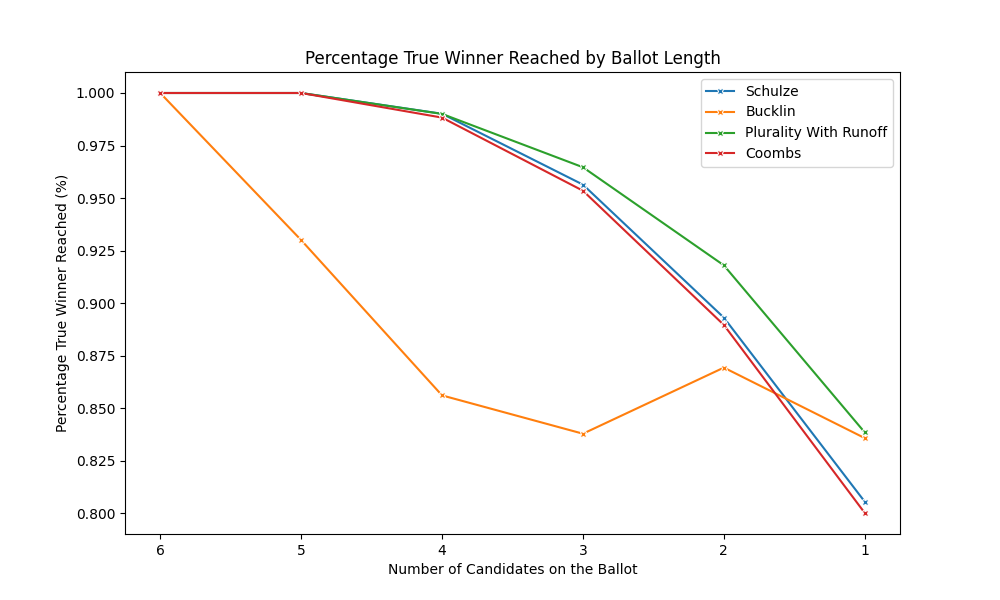 Percentage True Winner Reached by Ballot Length
Schulze
Bucklin
Plurality With Runoff
Coombs
Percentage True Winner Reached (%)
1.000
0.975
0.950
0.925
0.900
0.875
0.850
0.825
0.800
6 5 4 3 2 1
Number of Candidates on the Ballot